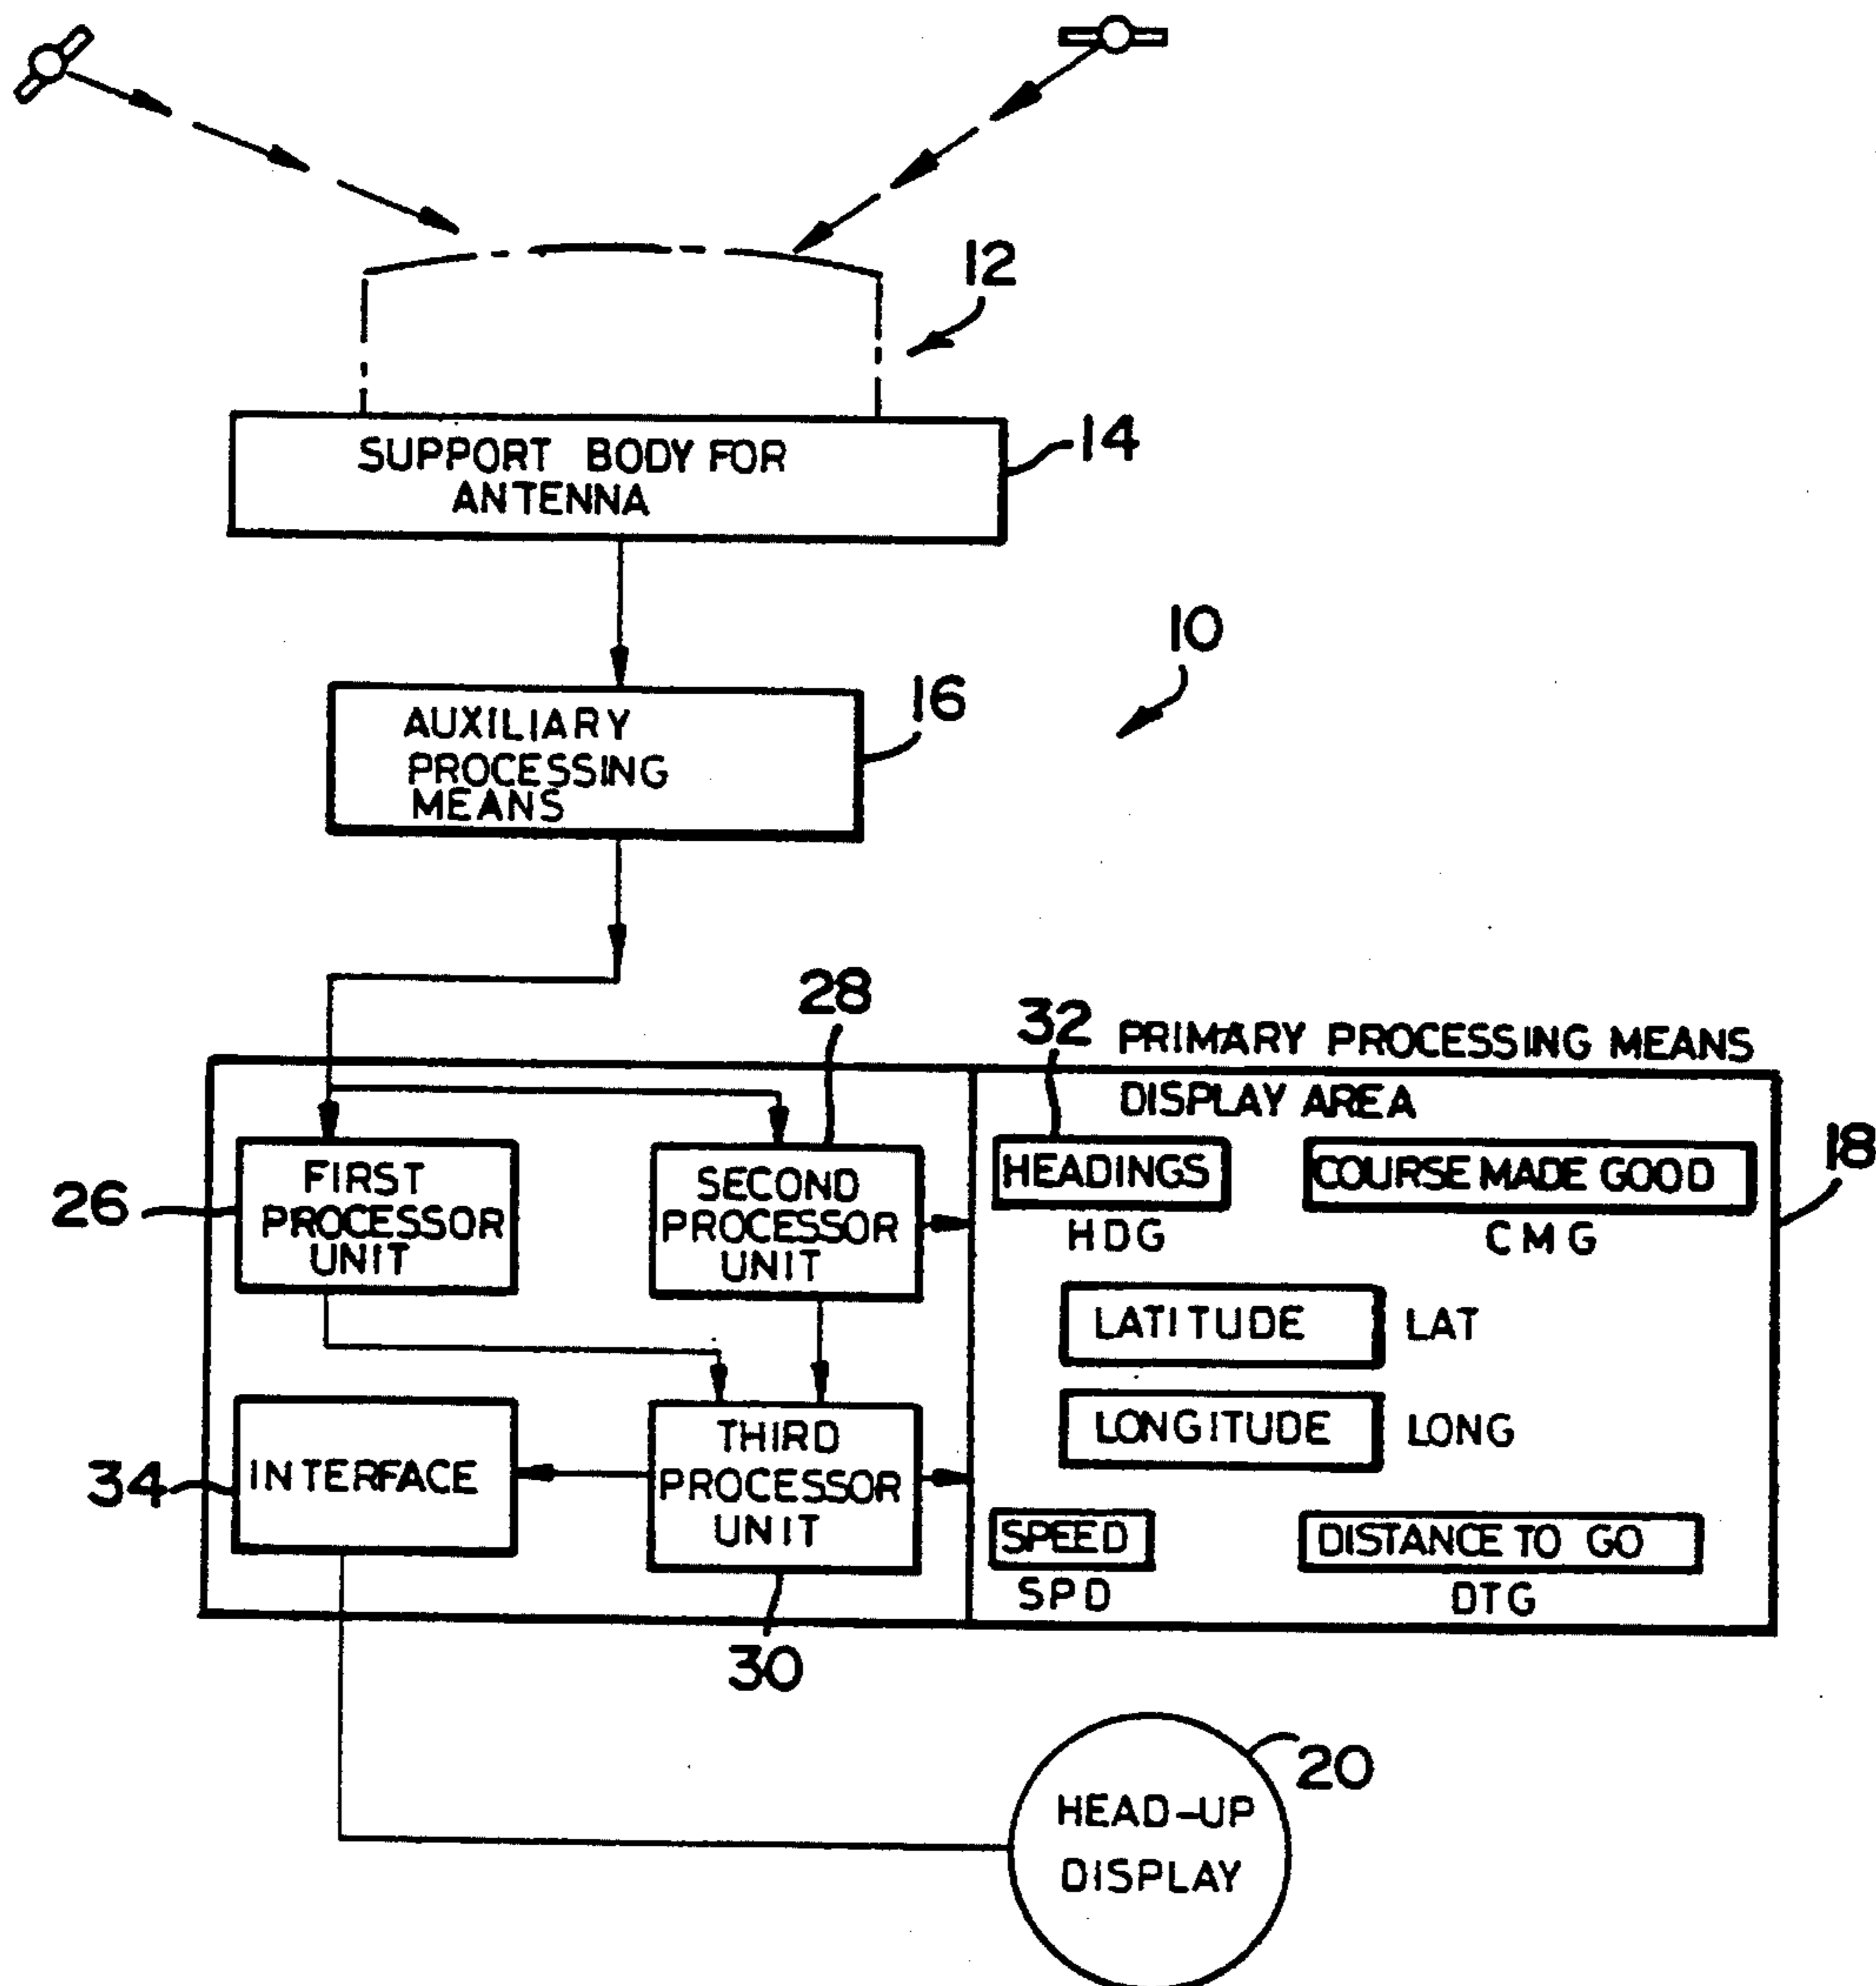 12
SUPPORT BODY FOR
ANTENNA
14
10
AUXILIARY
PROCESSING
MEANS
16
28
32
PRIMARY PROCESSING MEANS
DISPLAY AREA
18
26
FIRST
PROCESSOR
UNIT
SECOND
PROCESSOR
UNIT
HEADINGS
HDG
COURSE MADE GOOD
CMG
LATITUDE
LAT
LONGITUDE
LONG
34
INTERFACE
THIRD
PROCESSOR
UNIT
SPEED
SPD
DISTANCE TO GO
DTG
30
20
HEAD-UP
DISPLAY